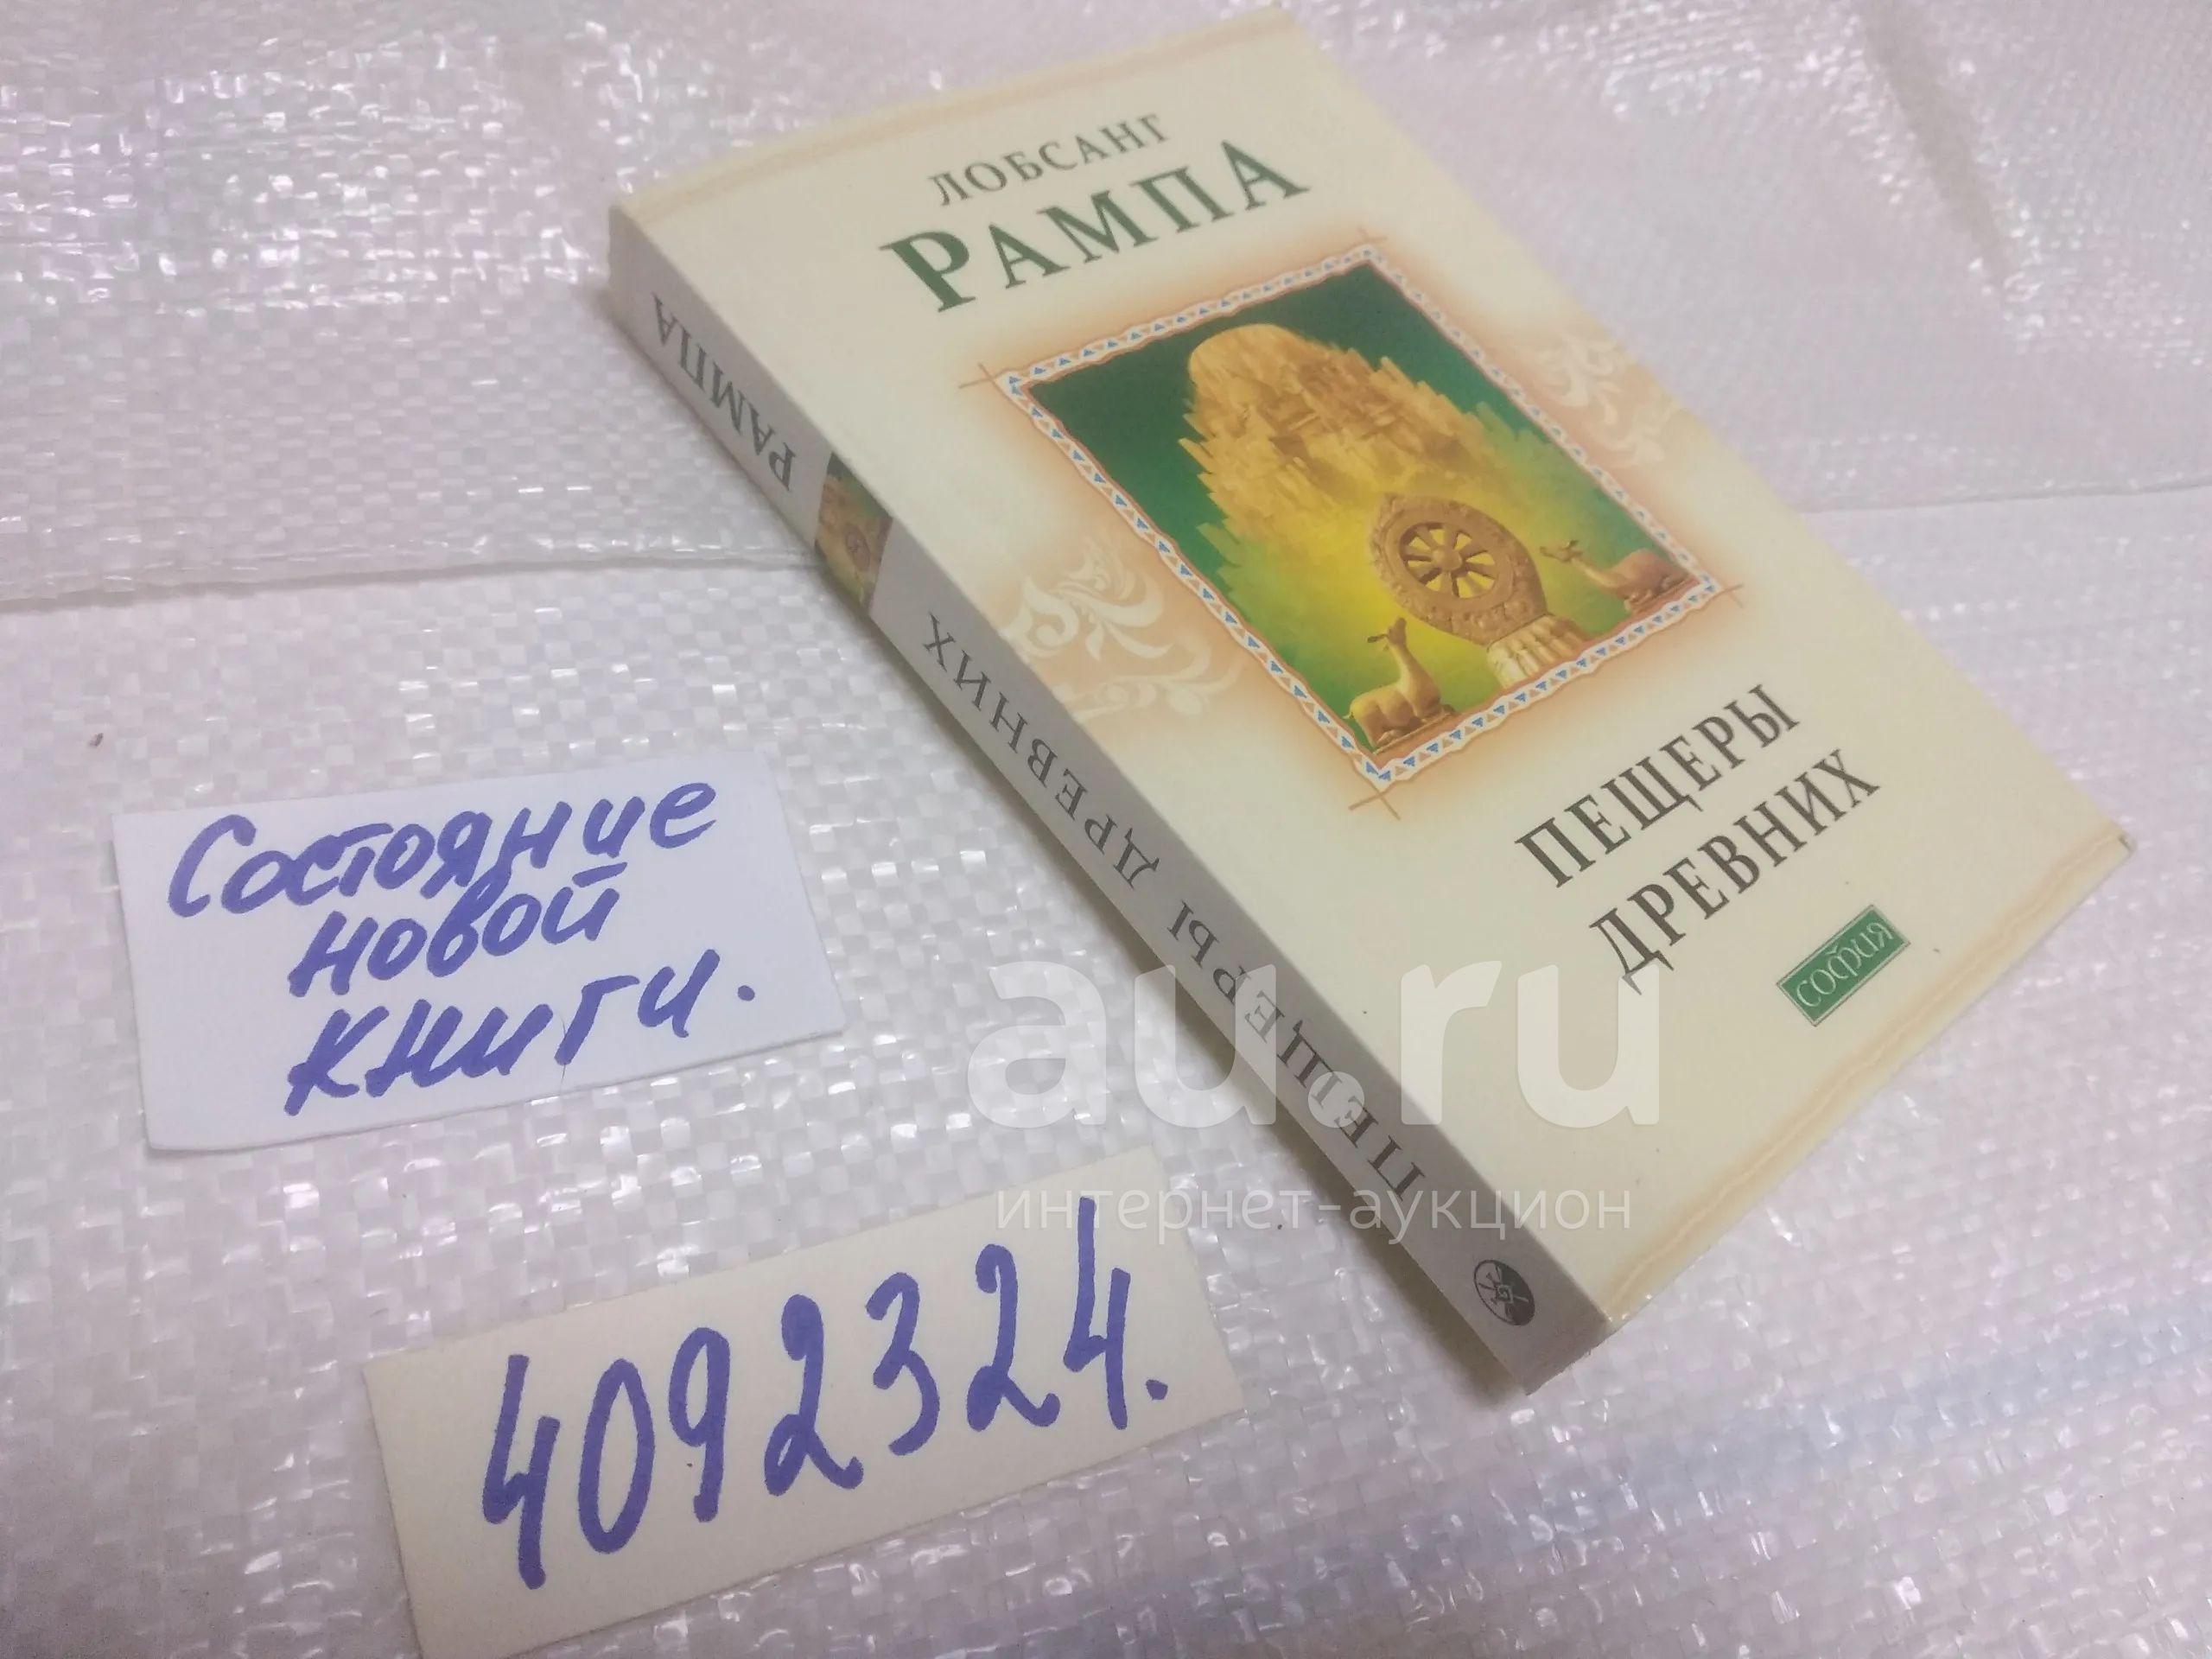 ЛОБСАНГ
РАМПА
ПЕЩЕРЫ
ДРЕВНИХ
СОФИЯ
РАМПА
ПЕЩЕРЫ ДРЕВНИХ
Состояние
новой
книги.
4092324.
au.ru
интернет-аукцион